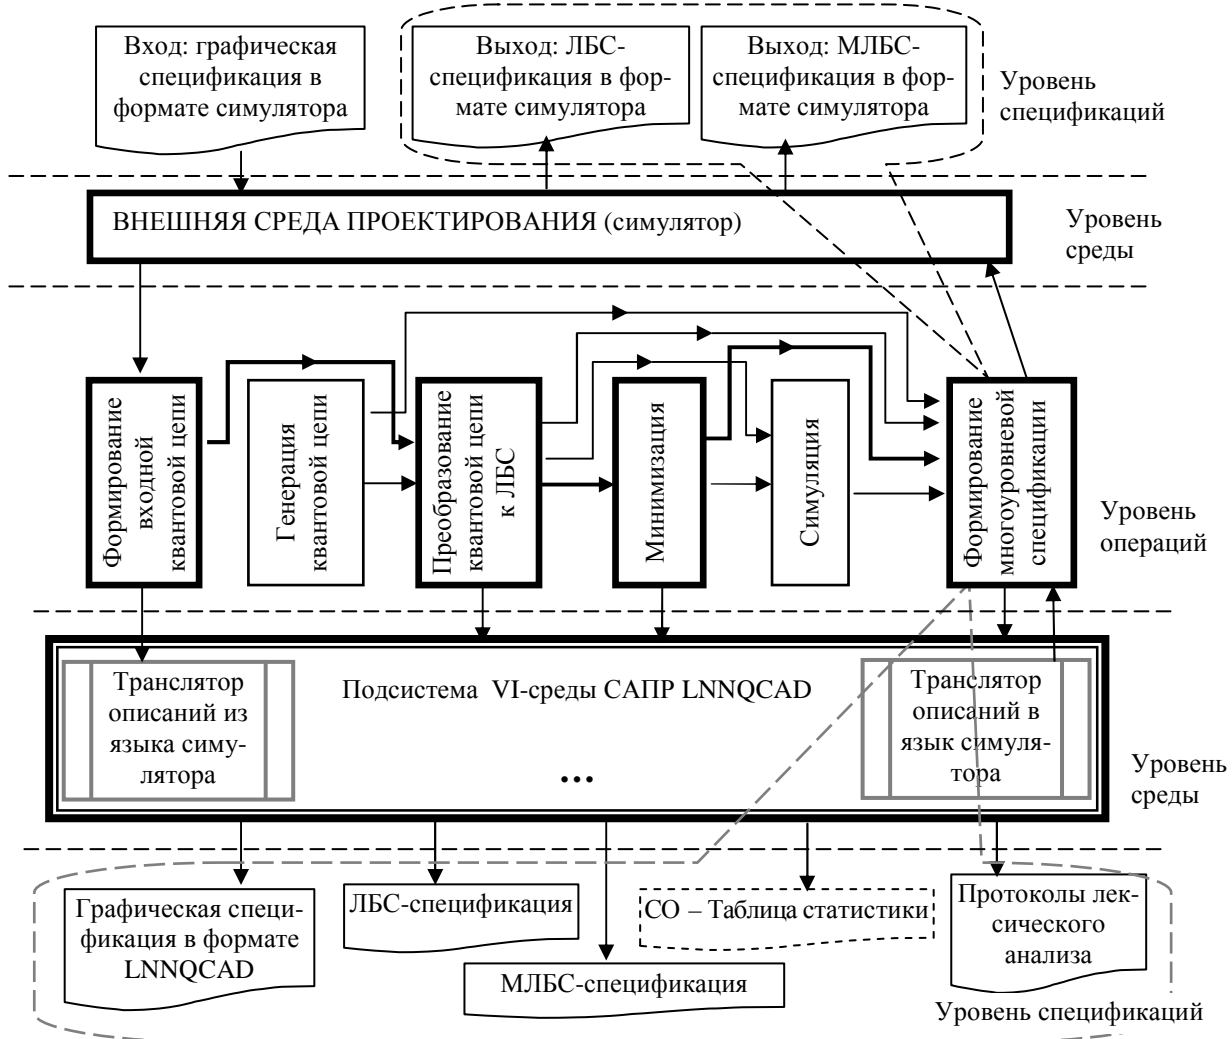 Вход: графическая
спецификация в
формате симулятора
Выход: ЛБС-
спецификация в фор-
мате симулятора
Выход: МЛБС-
спецификация в фор-
мате симулятора
Уровень
спецификаций
ВНЕШНЯЯ СРЕДА ПРОЕКТИРОВАНИЯ (симулятор)
Уровень
среды
Формирование
входной
квантовой цепи
Генерация
квантовой цепи
Преобразование
квантовой цепи
к ЛБС
Минимизация
Симуляция
Формирование
многоуровневой
спецификации
Уровень
операций
Транслятор
описаний из
языка симу-
лятора
Подсистема VI-среды САПР LNNQCAD
...
Транслятор
описаний в
язык симуля-
тора
Уровень
среды
Графическая специ-
фикация в формате
LNNQCAD
ЛБС-спецификация
МЛБС-спецификация
СО – Таблица статистики
Протоколы лек-
сического
анализа
Уровень спецификаций